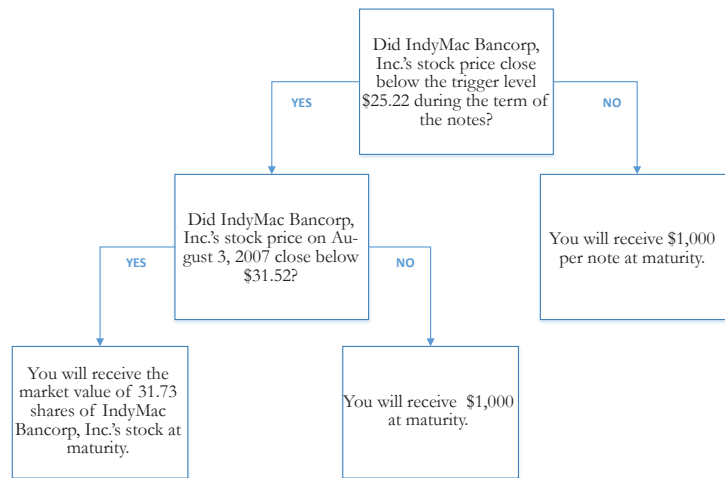 Did IndyMac Bancorp,
Inc.'s stock price close
below the trigger level
$25.22 during the term of
the notes?
YES
NO
Did IndyMac Bancorp,
Inc.'s stock price on Au-
gust 3, 2007 close below
$31.52?
You will receive $1,000
per note at maturity.
YES
NO
You will receive the
market value of 31.73
shares of IndyMac
Bancorp, Inc.'s stock at
maturity.
You will receive $1,000
at maturity.